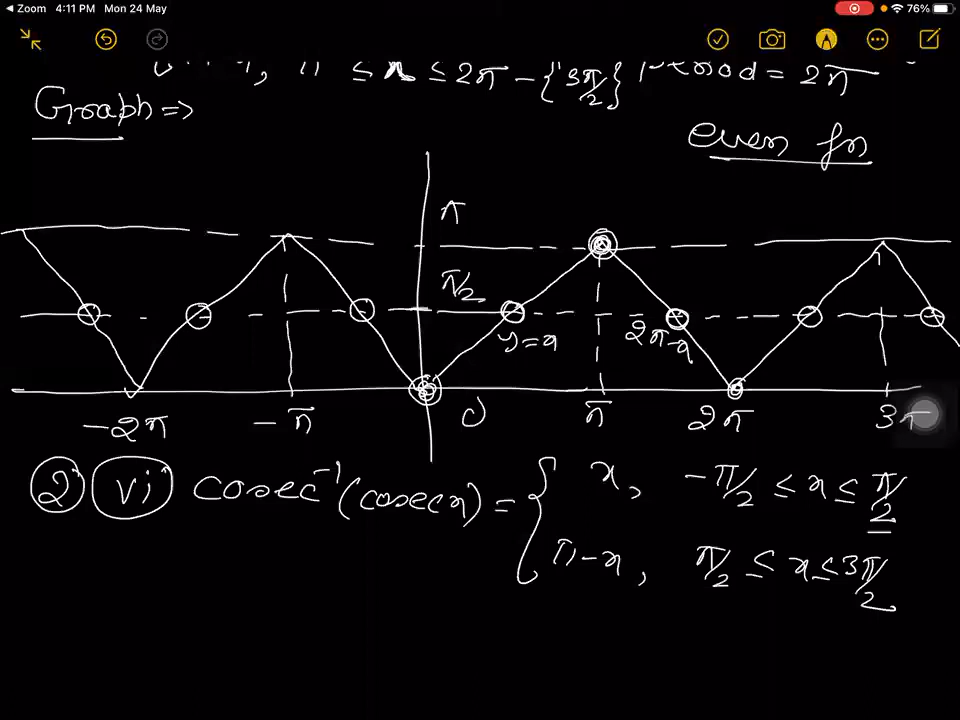 Zoom 4:11 PM Mon 24 May 76%
π ≤ x ≤ 2π - {3π/2} period = 2π
Graph =>
even fn
π
π/2
y=x 2π-x
-2π -π 0 π 2π 3π
2 vi cosec⁻¹(cosec x) = { x, -π/2 ≤ x ≤ π/2
π-x, π/2 ≤ x ≤ 3π/2